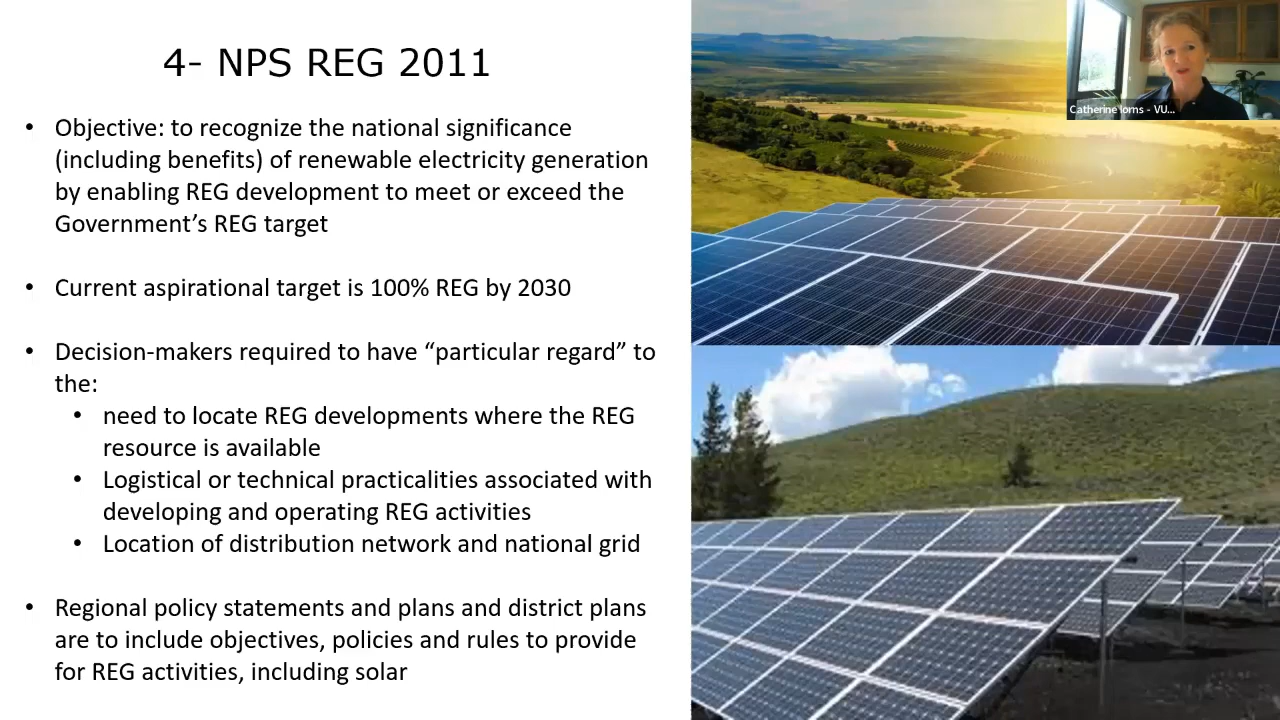 4- NPS REG 2011
Catherine Iorns - VU...
• Objective: to recognize the national significance
(including benefits) of renewable electricity generation
by enabling REG development to meet or exceed the
Government’s REG target
• Current aspirational target is 100% REG by 2030
• Decision-makers required to have “particular regard” to
the:
• need to locate REG developments where the REG
resource is available
• Logistical or technical practicalities associated with
developing and operating REG activities
• Location of distribution network and national grid
• Regional policy statements and plans and district plans
are to include objectives, policies and rules to provide
for REG activities, including solar